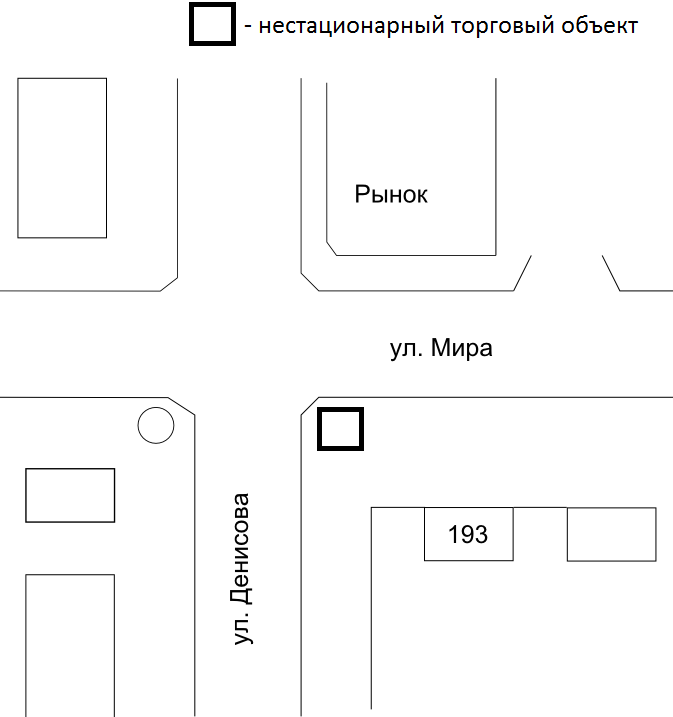 - нестационарный торговый объект
Рынок
ул. Мира
ул. Денисова
193